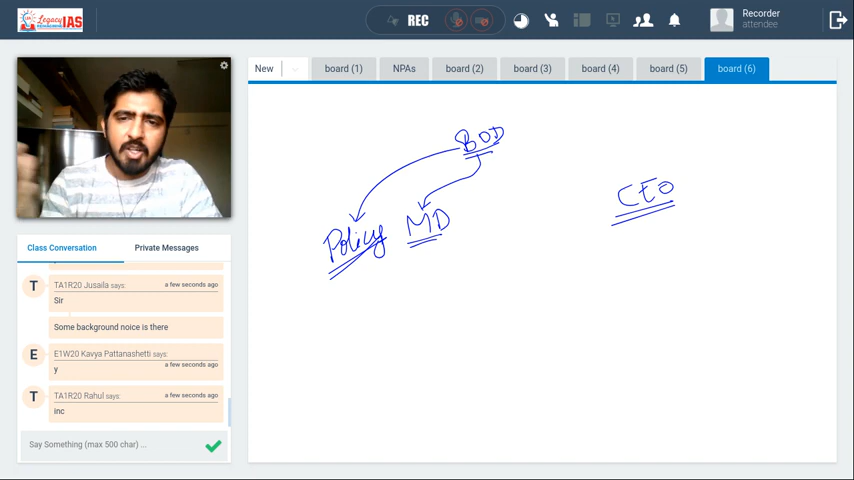 Legacy IAS
REC
Recorder
attendee
New
board (1)
NPAs
board (2)
board (3)
board (4)
board (5)
board (6)
BOD
Policy MD
CEO
Class Conversation
Private Messages
T
TA1R20 Jusaila says:
a few seconds ago
Sir
Some background noice is there
E
E1W20 Kavya Pattanashetti says:
a few seconds ago
y
T
TA1R20 Rahul says:
a few seconds ago
inc
Say Something (max 500 char) ...